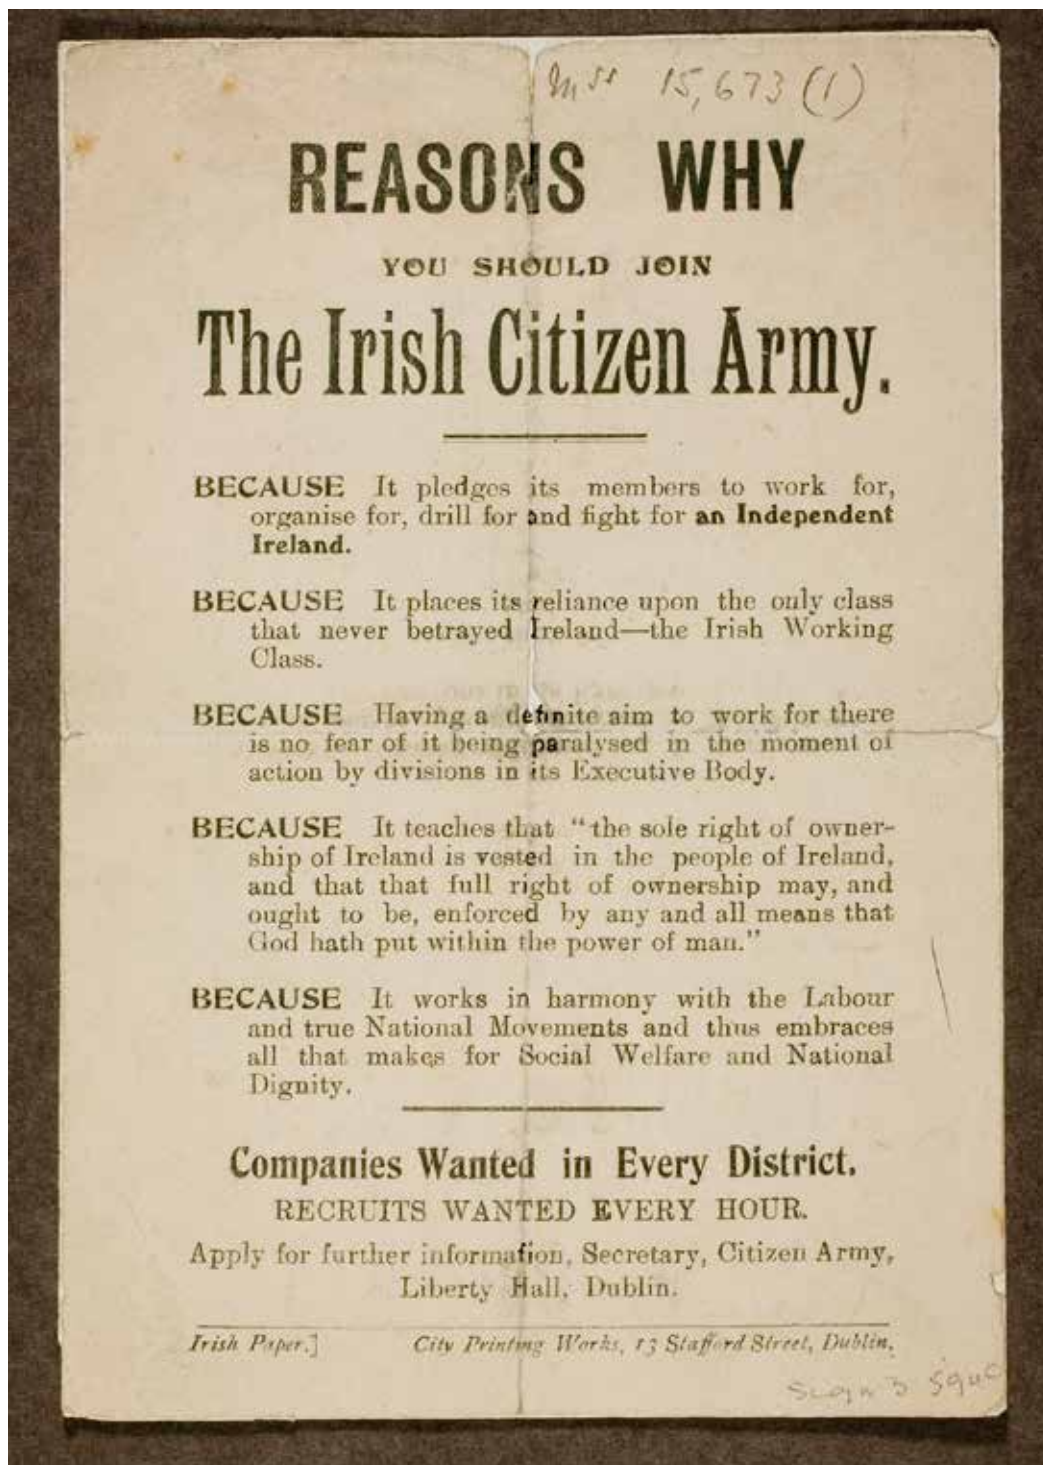 Mss 15,673 (1)
REASONS WHY
YOU SHOULD JOIN
The Irish Citizen Army.
BECAUSE It pledges its members to work for,
organise for, drill for and fight for an Independent
Ireland.
BECAUSE It places its reliance upon the only class
that never betrayed Ireland—the Irish Working
Class.
BECAUSE Having a definite aim to work for there
is no fear of it being paralysed in the moment of
action by divisions in its Executive Body.
BECAUSE It teaches that "the sole right of owner-
ship of Ireland is vested in the people of Ireland,
and that that full right of ownership may, and
ought to be, enforced by any and all means that
God hath put within the power of man."
BECAUSE It works in harmony with the Labour
and true National Movements and thus embraces
all that makes for Social Welfare and National
Dignity.
Companies Wanted in Every District.
RECRUITS WANTED EVERY HOUR.
Apply for further information, Secretary, Citizen Army,
Liberty Hall, Dublin.
Irish Paper.] City Printing Works, 13 Stafford Street, Dublin.